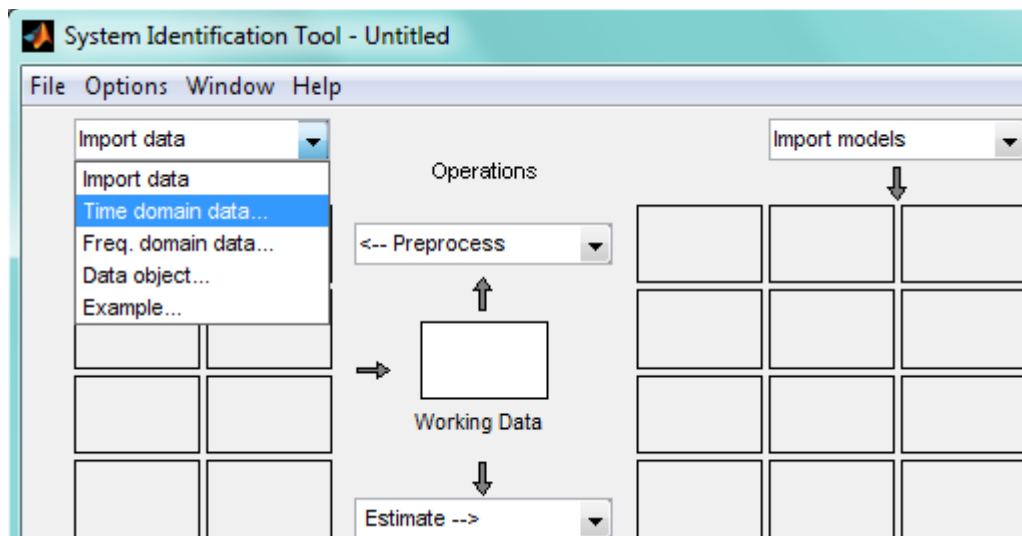 System Identification Tool - Untitled
File Options Window Help
Import data
Import data
Time domain data...
Freq. domain data...
Data object...
Example...
Operations
<-- Preprocess
Working Data
Estimate -->
Import models